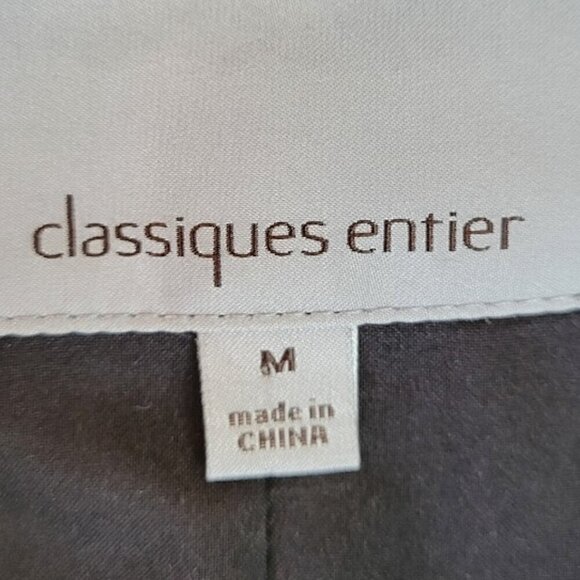 classiques entier
M
made in
CHINA